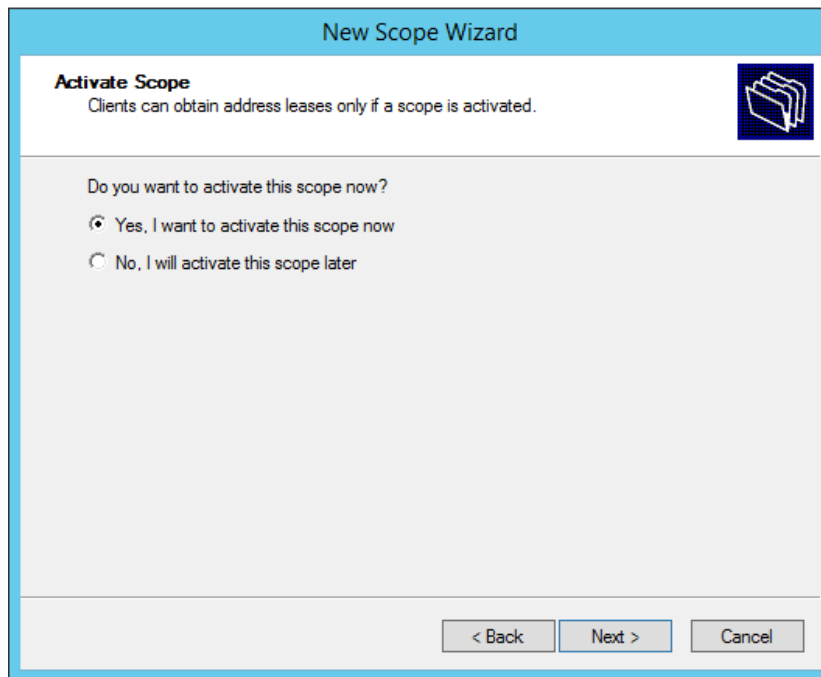 New Scope Wizard
Activate Scope
Clients can obtain address leases only if a scope is activated.
Do you want to activate this scope now?
Yes, I want to activate this scope now
No, I will activate this scope later
< Back Next > Cancel